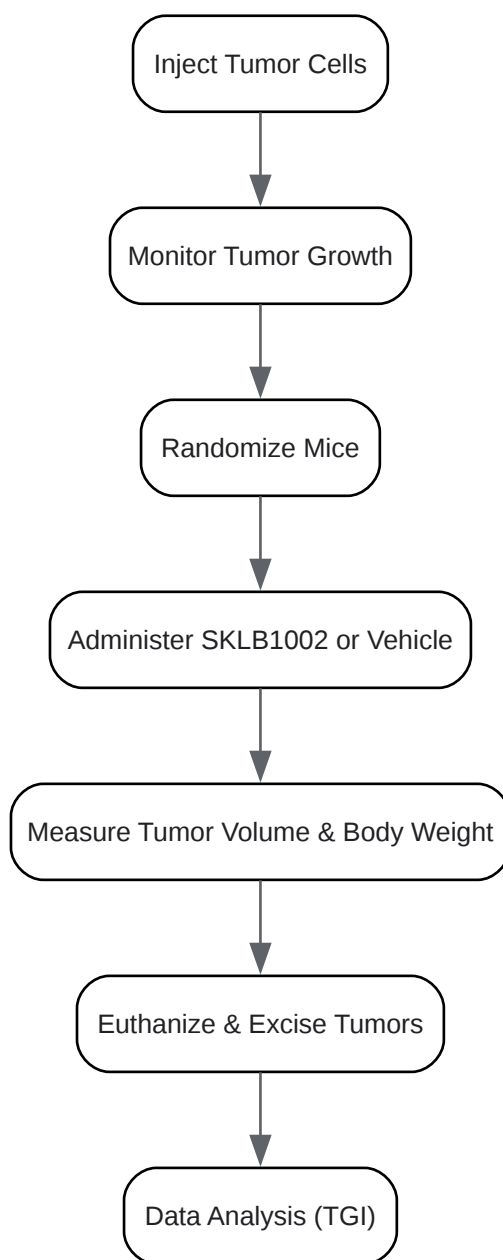 Inject Tumor Cells
Monitor Tumor Growth
Randomize Mice
Administer SKLB1002 or Vehicle
Measure Tumor Volume & Body Weight
Euthanize & Excise Tumors
Data Analysis (TGI)